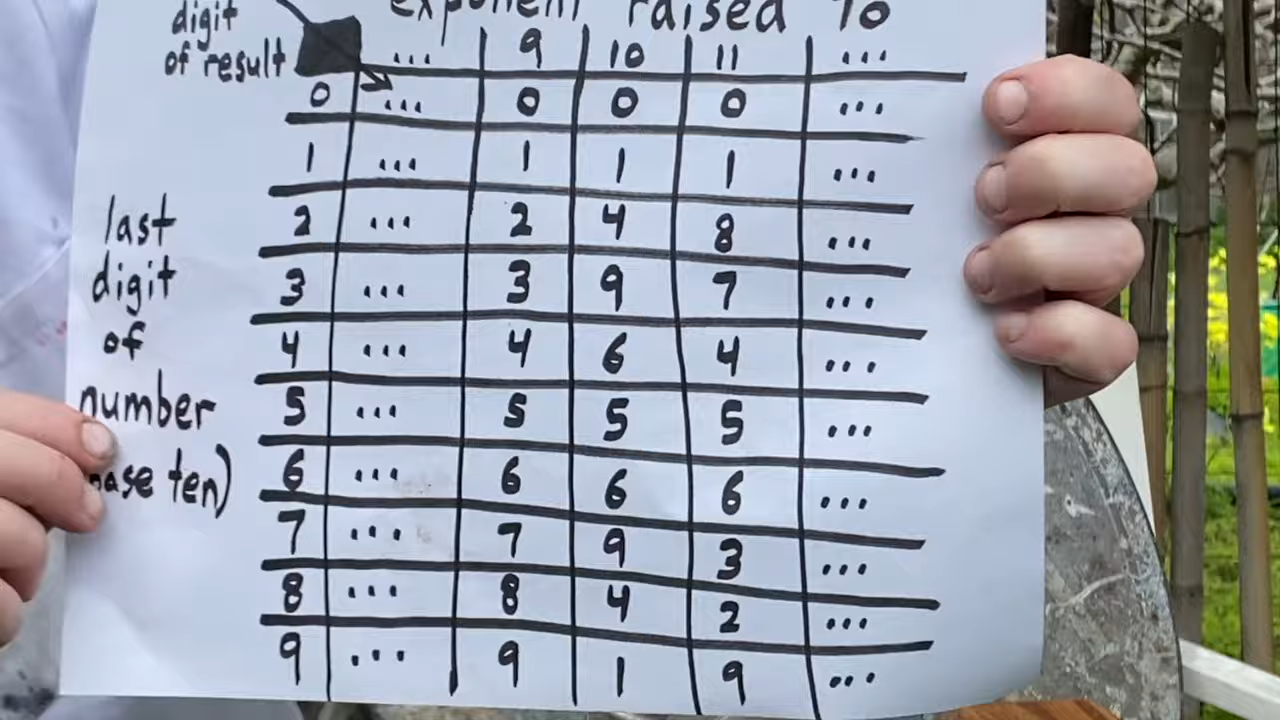 digit exponent raised to
of result ... 9 10 11 ...
0 ... 0 0 0 ...
1 ... 1 1 1 ...
2 ... 2 4 8 ...
3 ... 3 9 7 ...
4 ... 4 6 4 ...
5 ... 5 5 5 ...
6 ... 6 6 6 ...
7 ... 7 9 3 ...
8 ... 8 4 2 ...
9 ... 9 1 9 ...
last
digit
of
number
ten)